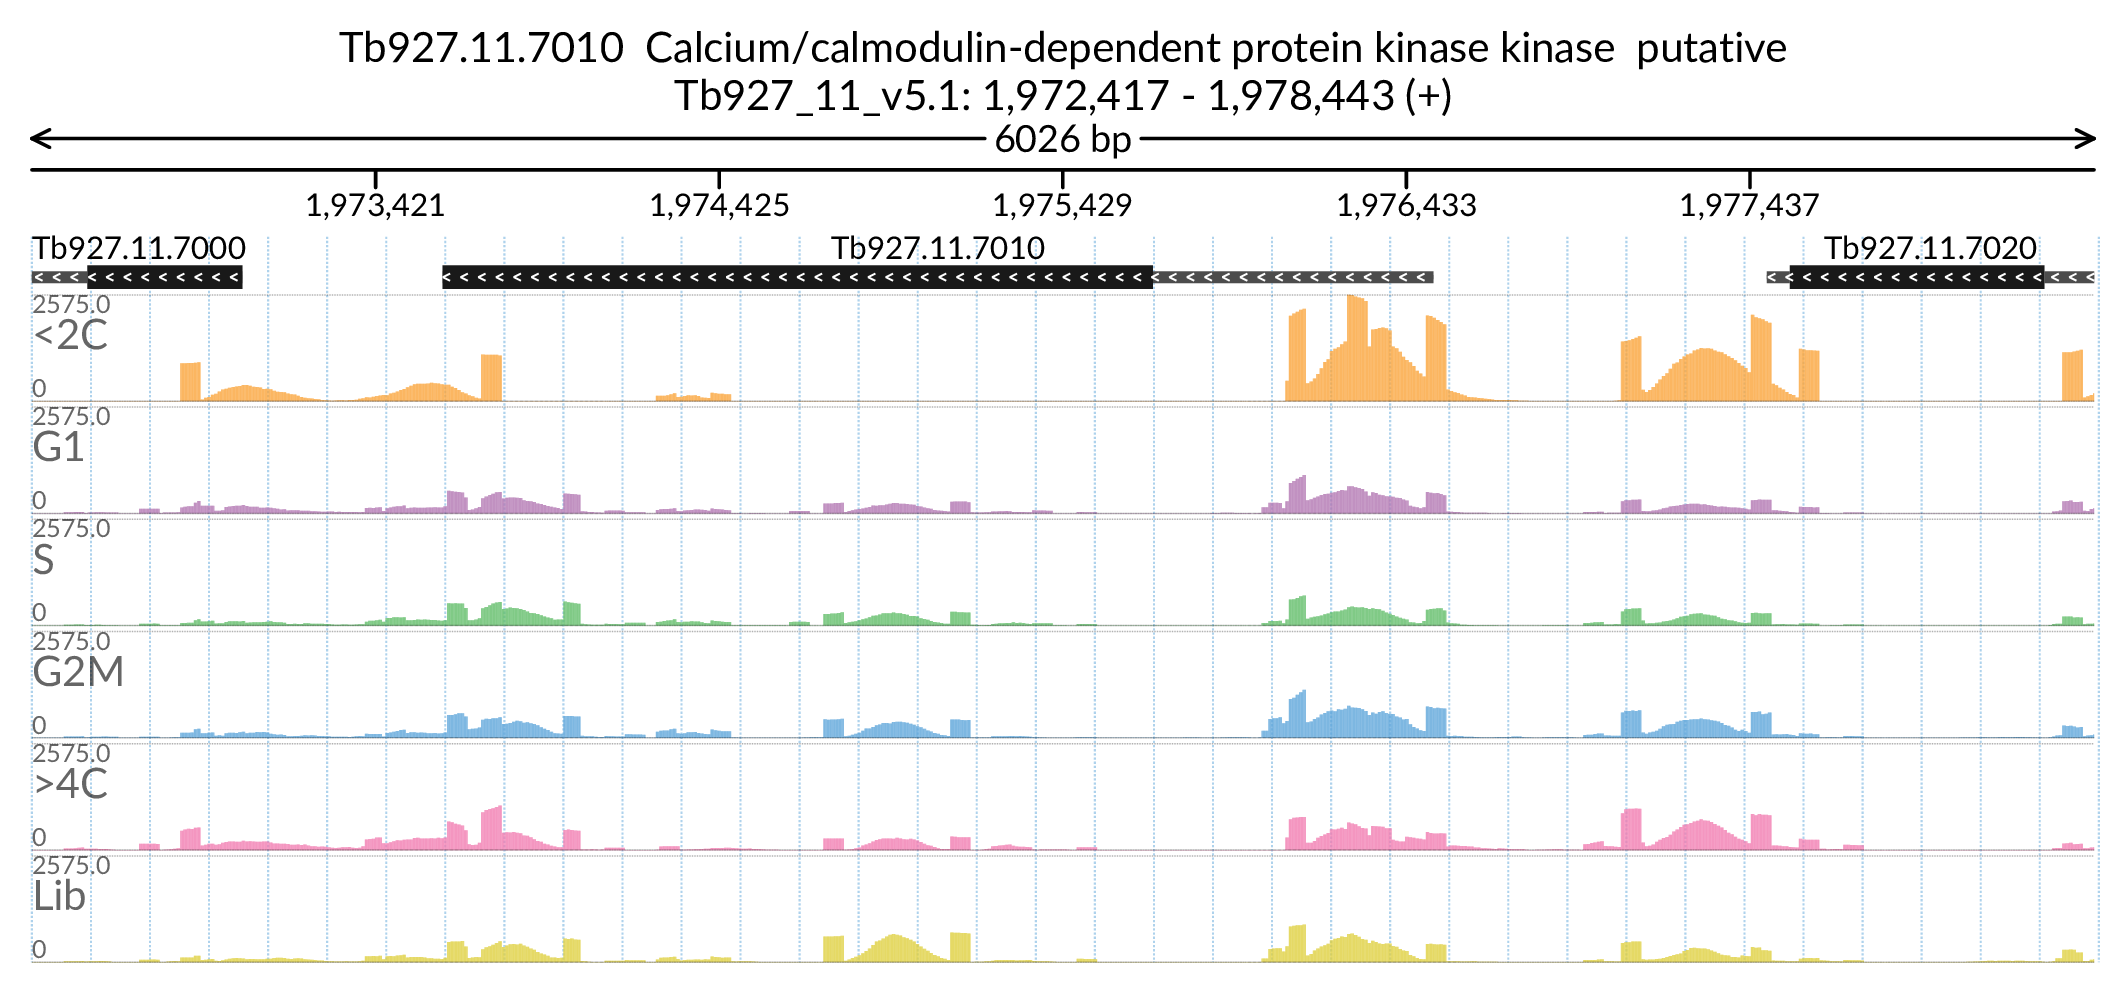 Tb927.11.7010  Calcium/calmodulin-dependent protein kinase kinase  putative
Tb927_11_v5.1: 1,972,417 - 1,978,443 (+)
6026 bp
1,973,421 1,974,425 1,975,429 1,976,433 1,977,437
Tb927.11.7000 Tb927.11.7010 Tb927.11.7020
2575.0
<2C
0
2575.0
G1
0
2575.0
S
0
2575.0
G2M
0
2575.0
>4C
0
2575.0
Lib
0